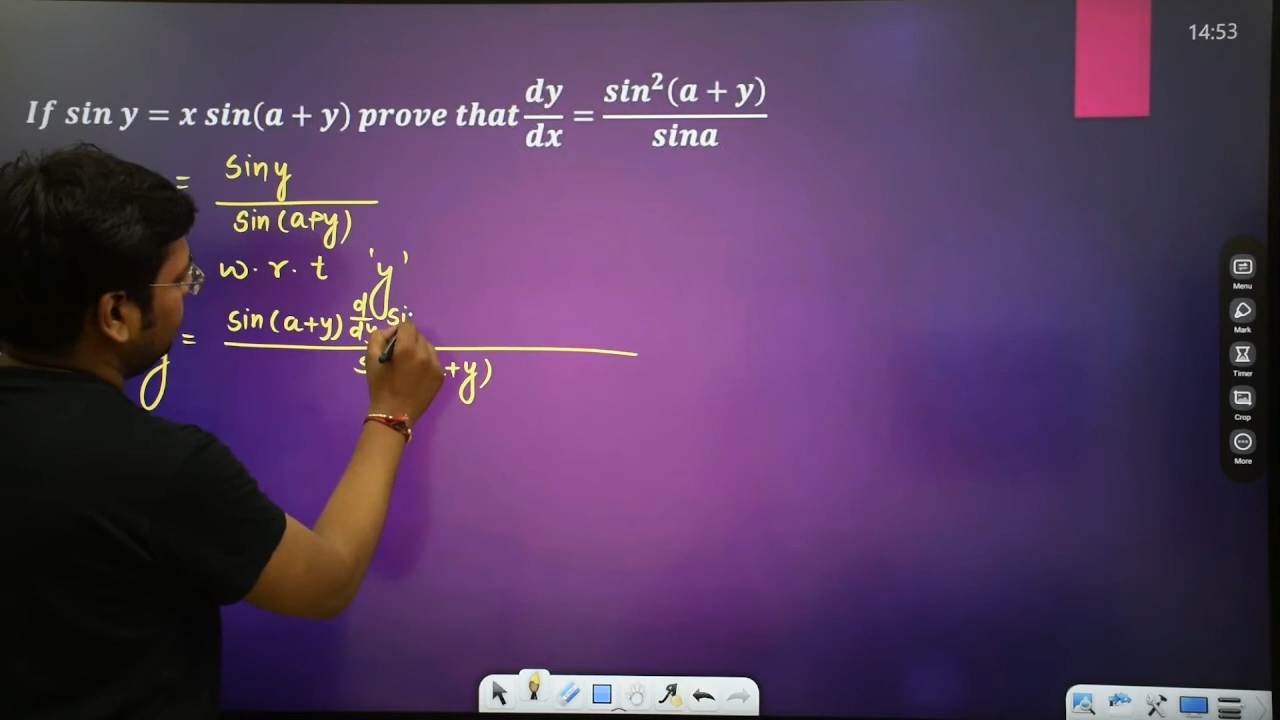 14:53
If sin y = x sin(a + y) prove that dy/dx = sin²(a + y)/sina
= sin y / sin(a+y)
w.r.t 'y'
= sin(a+y) d/dy si
+y)
Menu
Mark
Timer
Crop
More